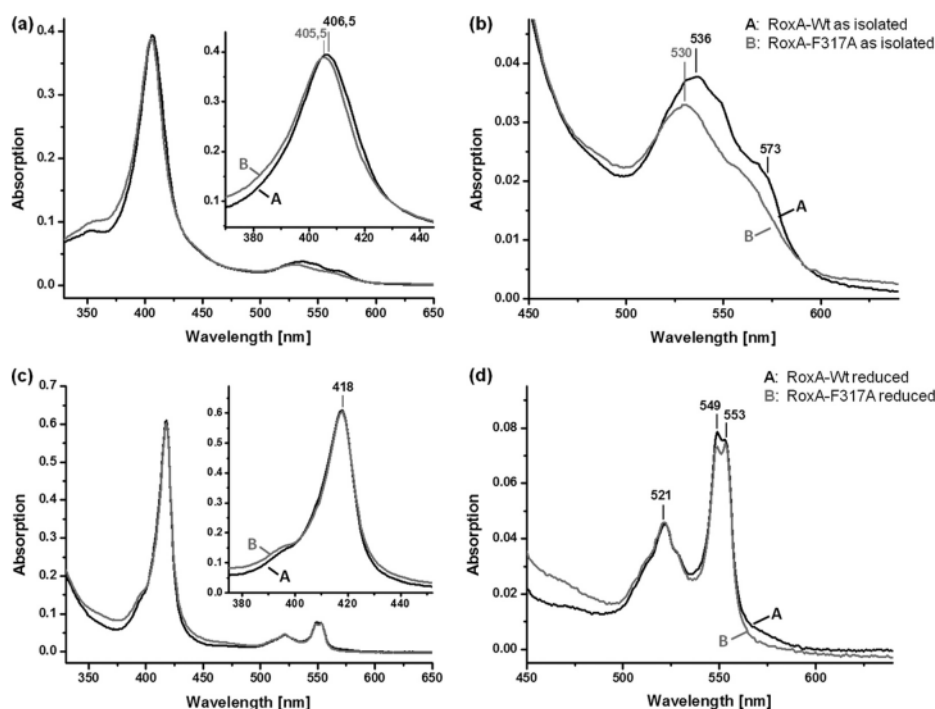 (a)
0.4
0.3
0.2
0.1
0.0
Absorption
350 400 450 500 550 600 650
Wavelength [nm]
405,5 406,5
0.4
0.3
0.2
0.1
B
A
380 400 420 440
(b)
0.04
0.03
0.02
0.01
0.00
Absorption
450 500 550 600
Wavelength [nm]
A: RoxA-Wt as isolated
B: RoxA-F317A as isolated
530
536
573
A
B
(c)
0.7
0.6
0.5
0.4
0.3
0.2
0.1
0.0
Absorption
350 400 450 500 550 600 650
Wavelength [nm]
418
0.6
0.5
0.4
0.3
0.2
0.1
0.0
B
A
375 400 420 440
(d)
0.08
0.06
0.04
0.02
0.00
Absorption
450 500 550 600
Wavelength [nm]
A: RoxA-Wt reduced
B: RoxA-F317A reduced
549
553
521
A
B